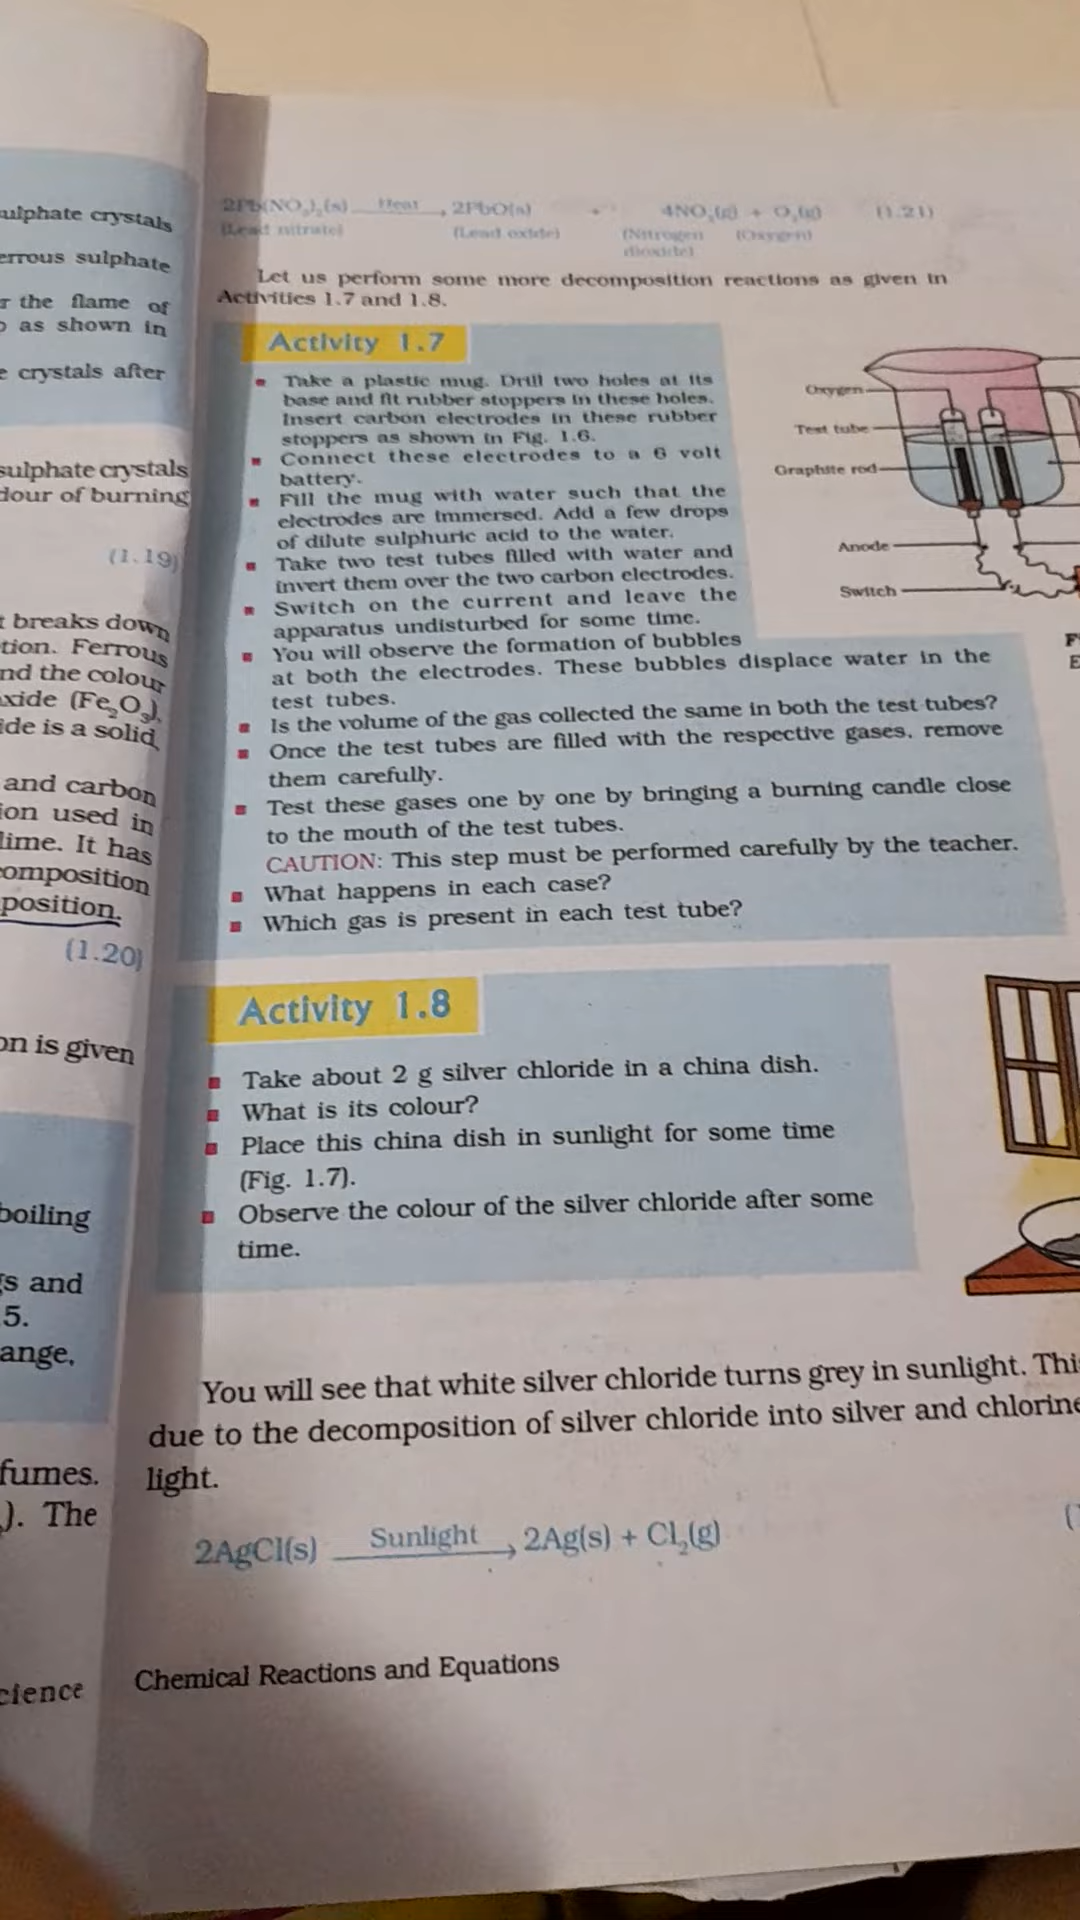 sulphate crystals
errous sulphate
r the flame of
as shown in
e crystals after
sulphate crystals
dour of burning
(1.19)
t breaks down
tion. Ferrous
nd the colour
xide (Fe₂O₃),
ide is a solid
and carbon
ion used in
lime. It has
omposition
position.
(1.20)
on is given
boiling
s and
5.
ange,
fumes.
). The
cience
2Pb(NO₃)₂(s) Heat → 2PbO(s) + 4NO₂(g) + O₂(g) (1.21)
(Lead nitrate) (Lead oxide) (Nitrogen (Oxygen)
dioxide)
Let us perform some more decomposition reactions as given in
Activities 1.7 and 1.8.
Activity 1.7
▪ Take a plastic mug. Drill two holes at its
base and fit rubber stoppers in these holes.
Insert carbon electrodes in these rubber
stoppers as shown in Fig. 1.6.
▪ Connect these electrodes to a 6 volt
battery.
▪ Fill the mug with water such that the
electrodes are immersed. Add a few drops
of dilute sulphuric acid to the water.
▪ Take two test tubes filled with water and
invert them over the two carbon electrodes.
▪ Switch on the current and leave the
apparatus undisturbed for some time.
▪ You will observe the formation of bubbles
at both the electrodes. These bubbles displace water in the
test tubes.
▪ Is the volume of the gas collected the same in both the test tubes?
▪ Once the test tubes are filled with the respective gases, remove
them carefully.
▪ Test these gases one by one by bringing a burning candle close
to the mouth of the test tubes.
CAUTION: This step must be performed carefully by the teacher.
▪ What happens in each case?
▪ Which gas is present in each test tube?
Oxygen
Test tube
Graphite rod
Anode
Switch
F
E
Activity 1.8
▪ Take about 2 g silver chloride in a china dish.
▪ What is its colour?
▪ Place this china dish in sunlight for some time
(Fig. 1.7).
▪ Observe the colour of the silver chloride after some
time.
You will see that white silver chloride turns grey in sunlight. Thi
due to the decomposition of silver chloride into silver and chlorine
light.
2AgCl(s) Sunlight → 2Ag(s) + Cl₂(g) (
Chemical Reactions and Equations